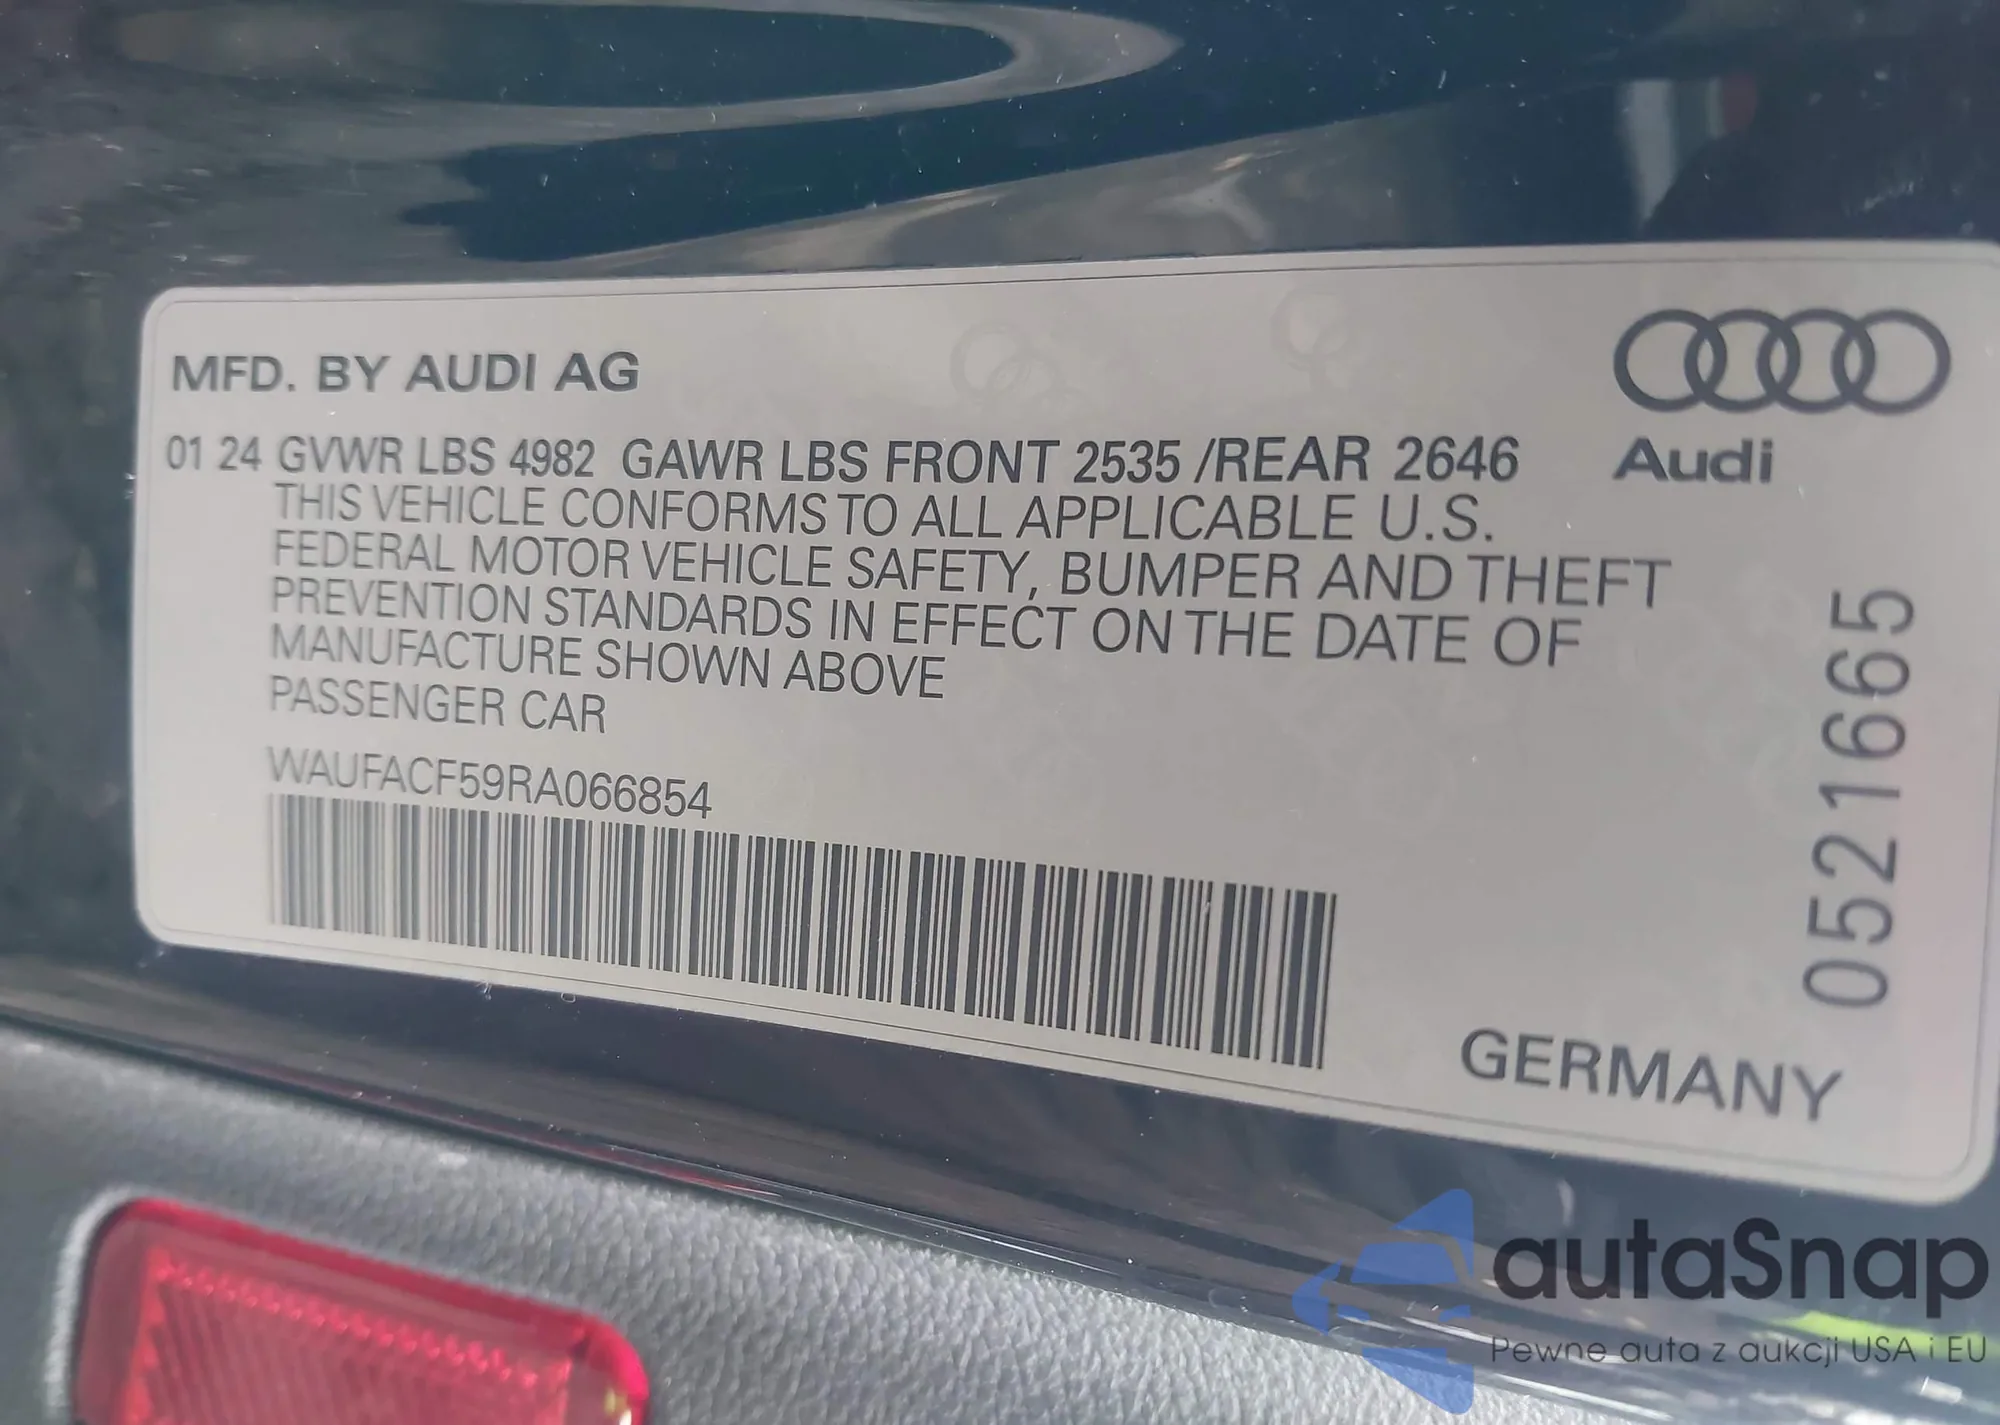 MFD. BY AUDI AG
01 24 GVWR LBS 4982 GAWR LBS FRONT 2535 /REAR 2646
THIS VEHICLE CONFORMS TO ALL APPLICABLE U.S.
FEDERAL MOTOR VEHICLE SAFETY, BUMPER AND THEFT
PREVENTION STANDARDS IN EFFECT ON THE DATE OF
MANUFACTURE SHOWN ABOVE
PASSENGER CAR
WAUFACF59RA066854
Audi
0521665
GERMANY
autaSnap
Pewne auta z aukcji USA i EU